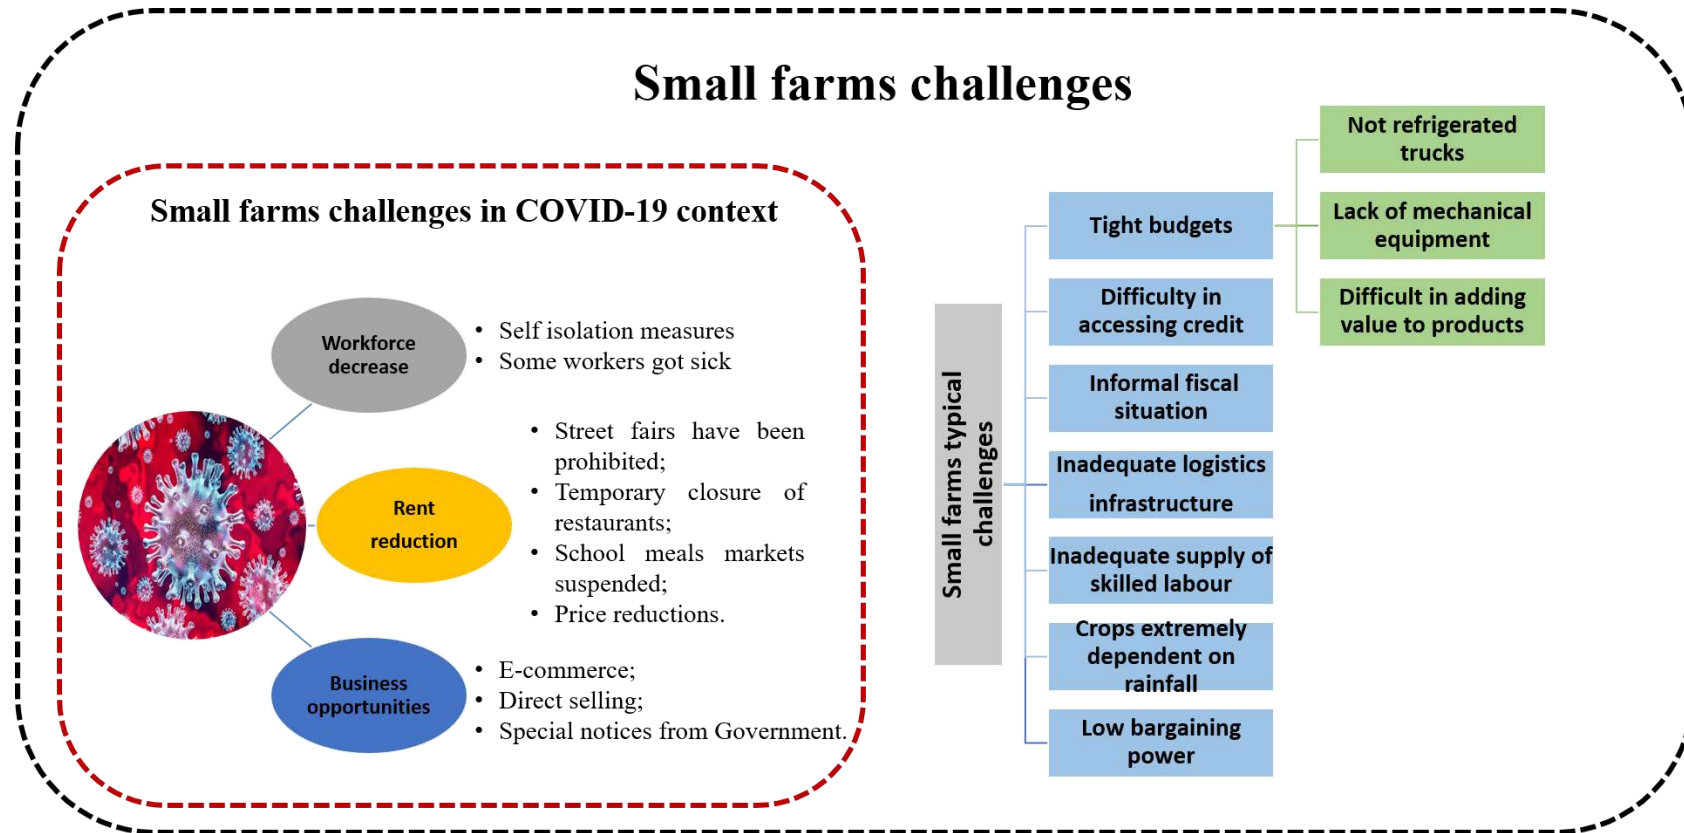 Small farms challenges
Small farms challenges in COVID-19 context
Workforce
decrease
• Self isolation measures
• Some workers got sick
Rent
reduction
• Street fairs have been
prohibited;
• Temporary closure of
restaurants;
• School meals markets
suspended;
• Price reductions.
Business
opportunities
• E-commerce;
• Direct selling;
• Special notices from Government.
Small farms typical
challenges
Tight budgets
Difficulty in
accessing credit
Informal fiscal
situation
Inadequate logistics
infrastructure
Inadequate supply of
skilled labour
Crops extremely
dependent on
rainfall
Low bargaining
power
Not refrigerated
trucks
Lack of mechanical
equipment
Difficult in adding
value to products